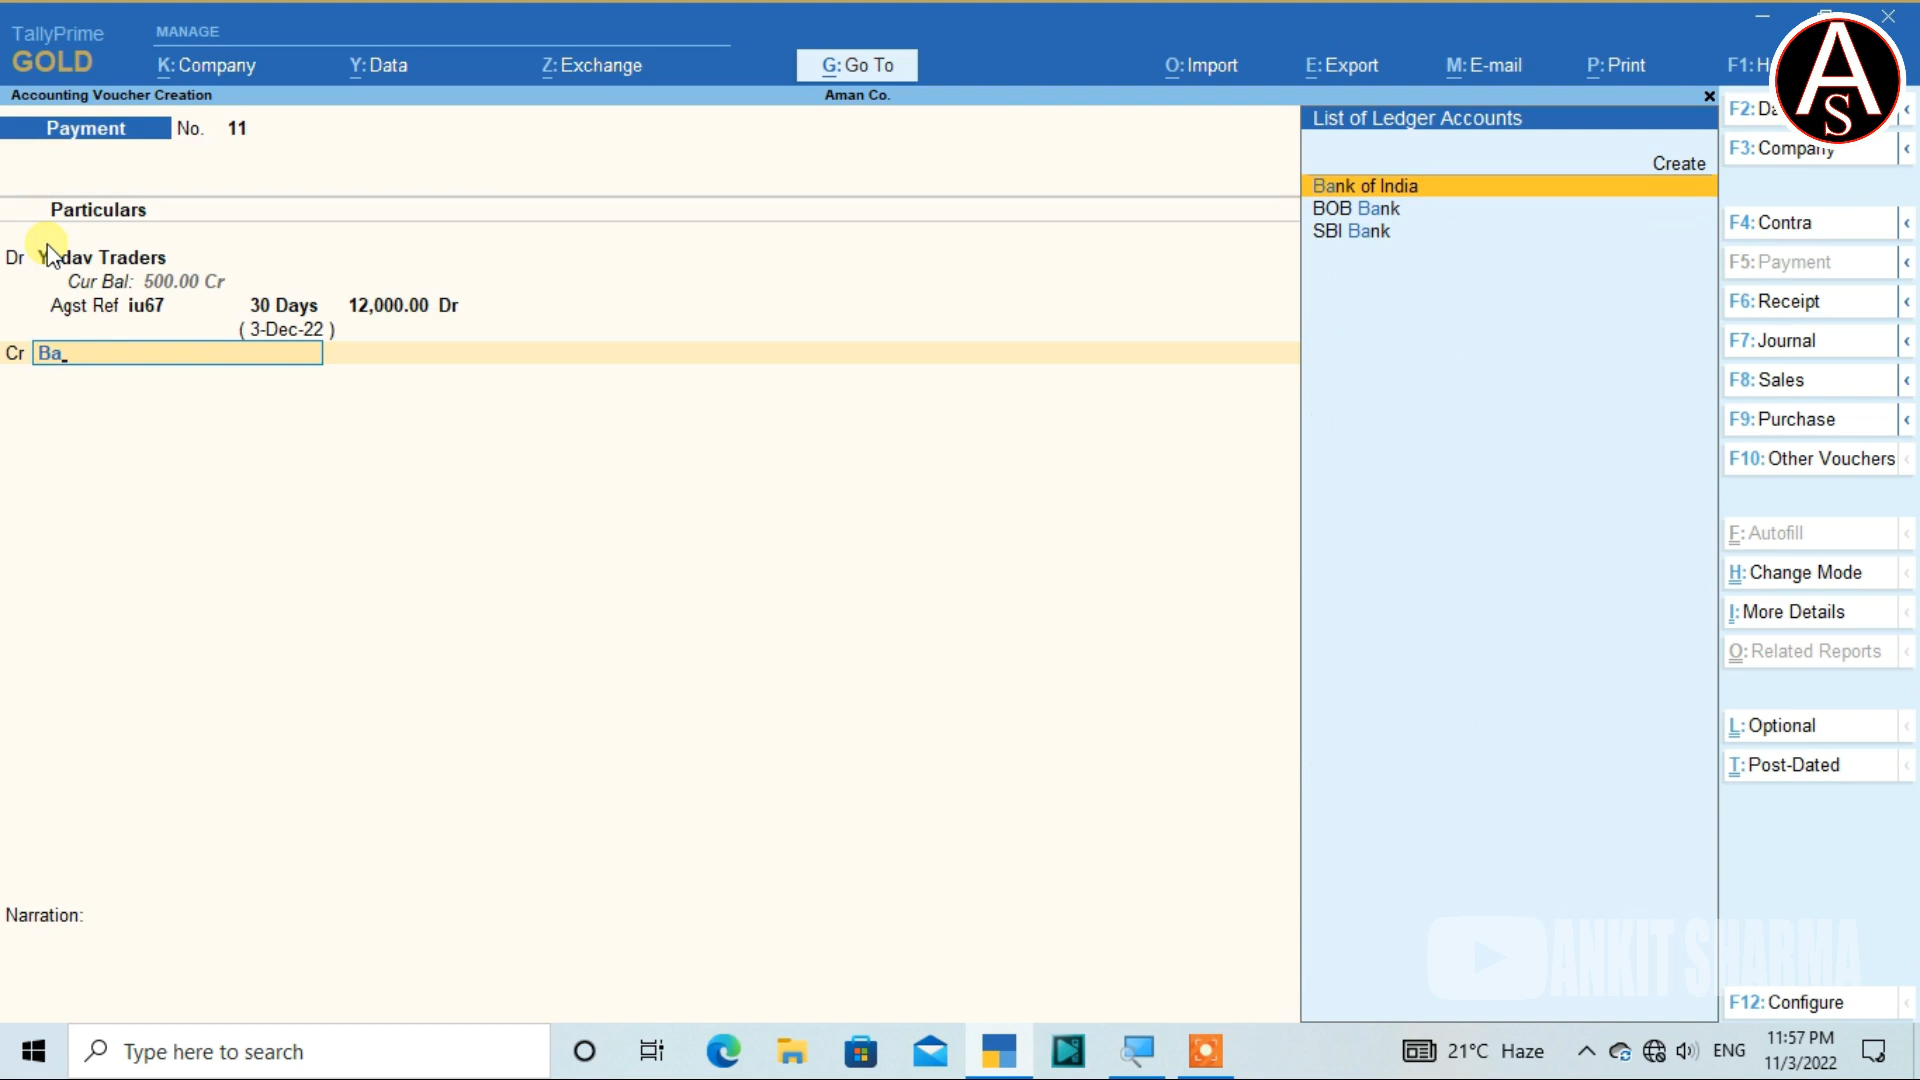 TallyPrime
GOLD
MANAGE
K: Company
Y: Data
Z: Exchange
G: Go To
O: Import
E: Export
M: E-mail
P: Print
F1: H
AS
Accounting Voucher Creation
Aman Co.
Payment No. 11
Particulars
Dr Yadav Traders
Cur Bal: 500.00 Cr
Agst Ref iu67 30 Days 12,000.00 Dr
( 3-Dec-22 )
Cr Ba
Narration:
List of Ledger Accounts
Create
Bank of India
BOB Bank
SBI Bank
F2: Da
F3: Company
F4: Contra
F5: Payment
F6: Receipt
F7: Journal
F8: Sales
F9: Purchase
F10: Other Vouchers
F: Autofill
H: Change Mode
I: More Details
O: Related Reports
L: Optional
T: Post-Dated
ANKIT SHARMA
F12: Configure
Type here to search
21°C Haze
ENG
11:57 PM
11/3/2022